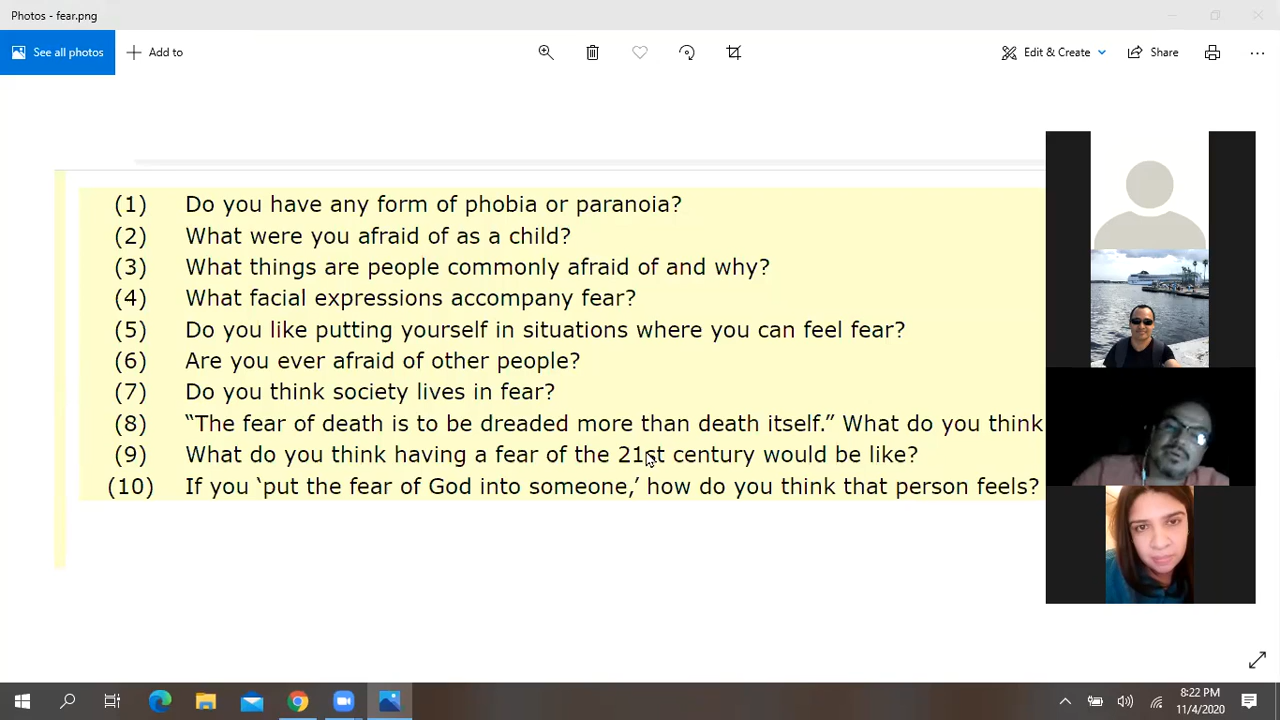 Photos - fear.png
See all photos
Add to
Edit & Create
Share
(1) Do you have any form of phobia or paranoia?
(2) What were you afraid of as a child?
(3) What things are people commonly afraid of and why?
(4) What facial expressions accompany fear?
(5) Do you like putting yourself in situations where you can feel fear?
(6) Are you ever afraid of other people?
(7) Do you think society lives in fear?
(8) “The fear of death is to be dreaded more than death itself.” What do you think
(9) What do you think having a fear of the 21st century would be like?
(10) If you ‘put the fear of God into someone,’ how do you think that person feels?
8:22 PM
11/4/2020